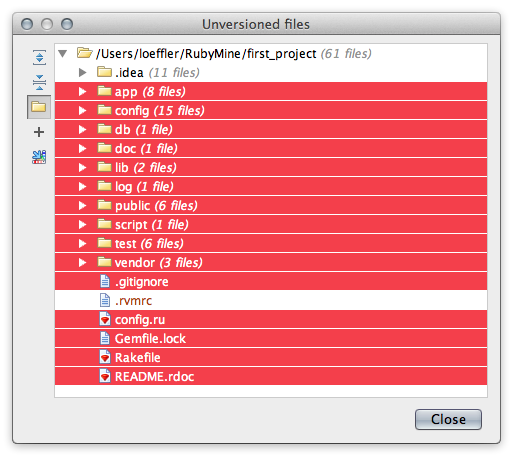 Unversioned files
/Users/loeffler/RubyMine/first_project (61 files)
.idea (11 files)
app (8 files)
config (15 files)
db (1 file)
doc (1 file)
lib (2 files)
log (1 file)
public (6 files)
script (1 file)
test (6 files)
vendor (3 files)
.gitignore
.rvmrc
config.ru
Gemfile.lock
Rakefile
README.rdoc
Close